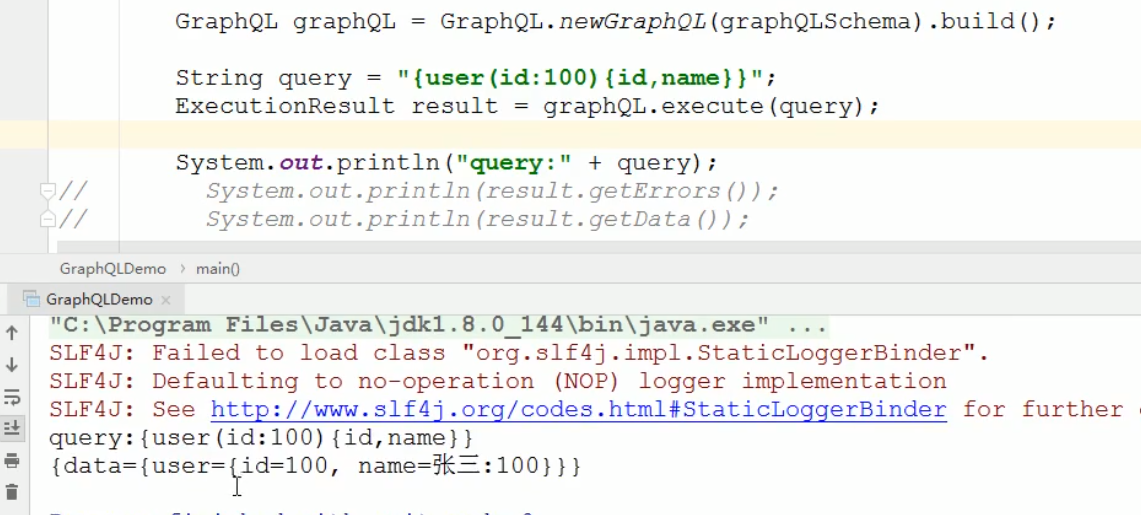 GraphQL graphQL = GraphQL.newGraphQL(graphQLSchema).build();
String query = "{user(id:100){id,name}}";
ExecutionResult result = graphQL.execute(query);
System.out.println("query:" + query);
// System.out.println(result.getErrors());
// System.out.println(result.getData());
GraphQLDemo › main()
GraphQLDemo ×
"C:\Program Files\Java\jdk1.8.0_144\bin\java.exe" ...
SLF4J: Failed to load class "org.slf4j.impl.StaticLoggerBinder".
SLF4J: Defaulting to no-operation (NOP) logger implementation
SLF4J: See http://www.slf4j.org/codes.html#StaticLoggerBinder for further
query:{user(id:100){id,name}}
{data={user={id=100, name=张三:100}}}